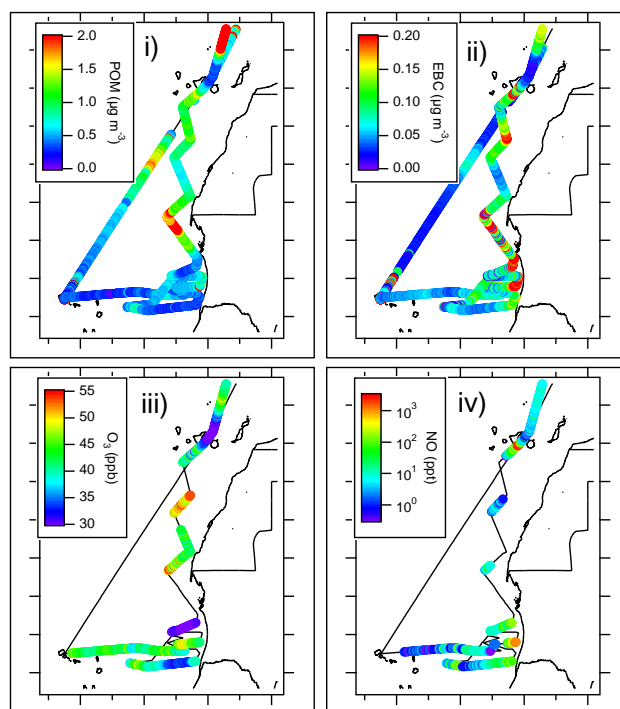 i)
2.0
1.5
1.0
0.5
0.0
POM (µg m⁻³)
ii)
0.20
0.15
0.10
0.05
0.00
EBC (µg m⁻³)
iii)
55
50
45
40
35
30
O₃ (ppb)
iv)
10³
10²
10¹
10⁰
NO (ppt)